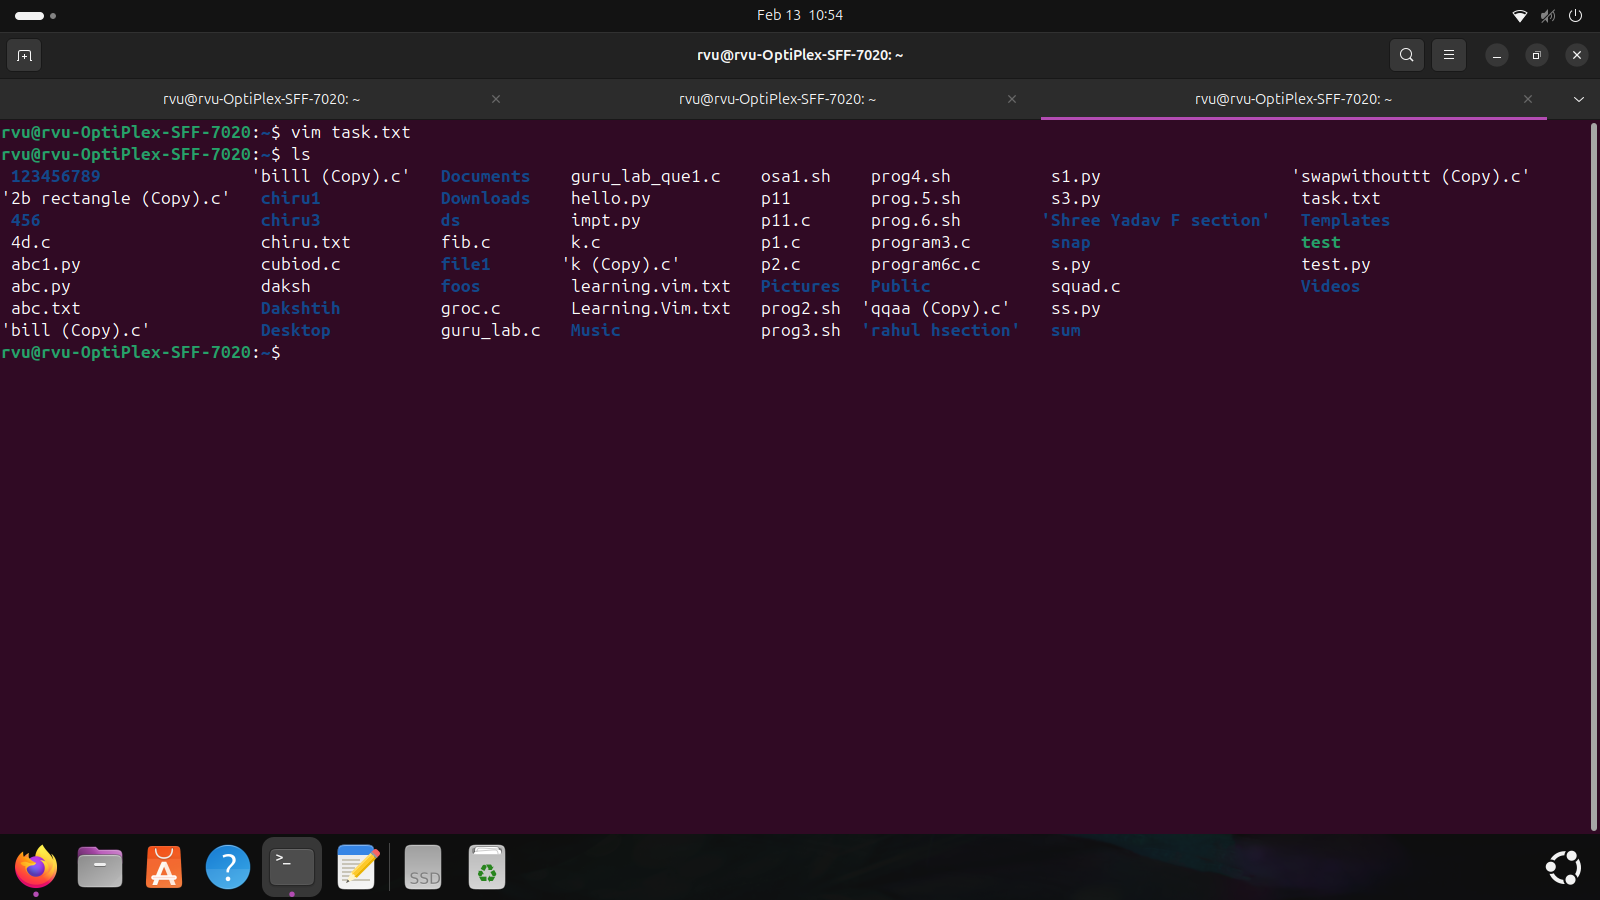 Feb 13 10:54
rvu@rvu-OptiPlex-SFF-7020: ~
rvu@rvu-OptiPlex-SFF-7020: ~ rvu@rvu-OptiPlex-SFF-7020: ~ rvu@rvu-OptiPlex-SFF-7020: ~
rvu@rvu-OptiPlex-SFF-7020:~$ vim task.txt
rvu@rvu-OptiPlex-SFF-7020:~$ ls
123456789 'billl (Copy).c' Documents guru_lab_que1.c osa1.sh prog4.sh s1.py 'swapwithouttt (Copy).c'
'2b rectangle (Copy).c' chiru1 Downloads hello.py p11 prog.5.sh s3.py task.txt
456 chiru3 ds impt.py p11.c prog.6.sh 'Shree Yadav F section' Templates
4d.c chiru.txt fib.c k.c p1.c program3.c snap test
abc1.py cubiod.c file1 'k (Copy).c' p2.c program6c.c s.py test.py
abc.py daksh foos learning.vim.txt Pictures Public squad.c Videos
abc.txt Dakshtih groc.c Learning.Vim.txt prog2.sh 'qqaa (Copy).c' ss.py
'bill (Copy).c' Desktop guru_lab.c Music prog3.sh 'rahul hsection' sum
rvu@rvu-OptiPlex-SFF-7020:~$
>_
SSD